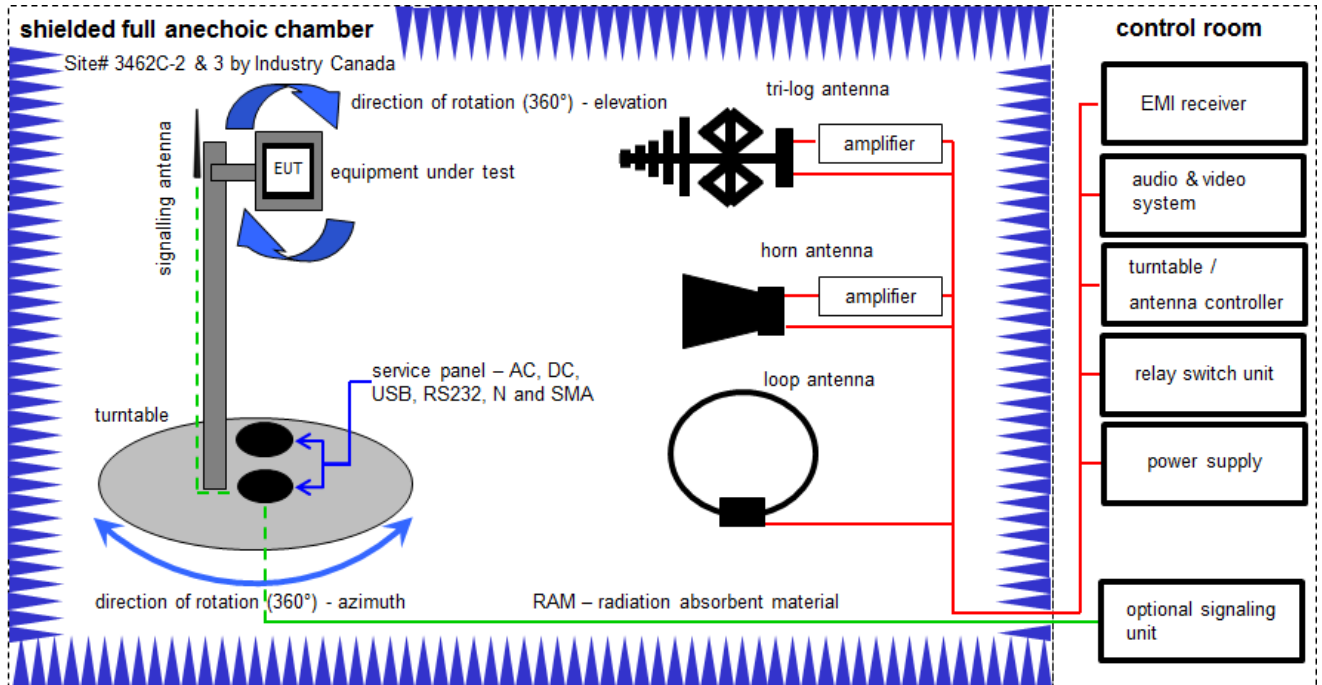 shielded full anechoic chamber
Site# 3462C-2 & 3 by Industry Canada
direction of rotation (360°) - elevation
signalling antenna
EUT
equipment under test
tri-log antenna
amplifier
horn antenna
amplifier
service panel – AC, DC,
USB, RS232, N and SMA
loop antenna
turntable
direction of rotation (360°) - azimuth
RAM – radiation absorbent material
control room
EMI receiver
audio & video
system
turntable /
antenna controller
relay switch unit
power supply
optional signaling
unit